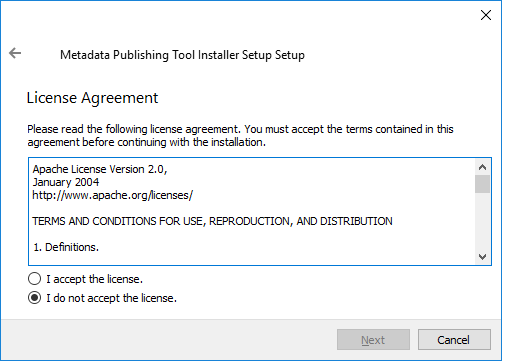 Metadata Publishing Tool Installer Setup Setup
License Agreement
Please read the following license agreement. You must accept the terms contained in this
agreement before continuing with the installation.
Apache License Version 2.0,
January 2004
http://www.apache.org/licenses/
TERMS AND CONDITIONS FOR USE, REPRODUCTION, AND DISTRIBUTION
1. Definitions.
I accept the license.
I do not accept the license.
Next
Cancel